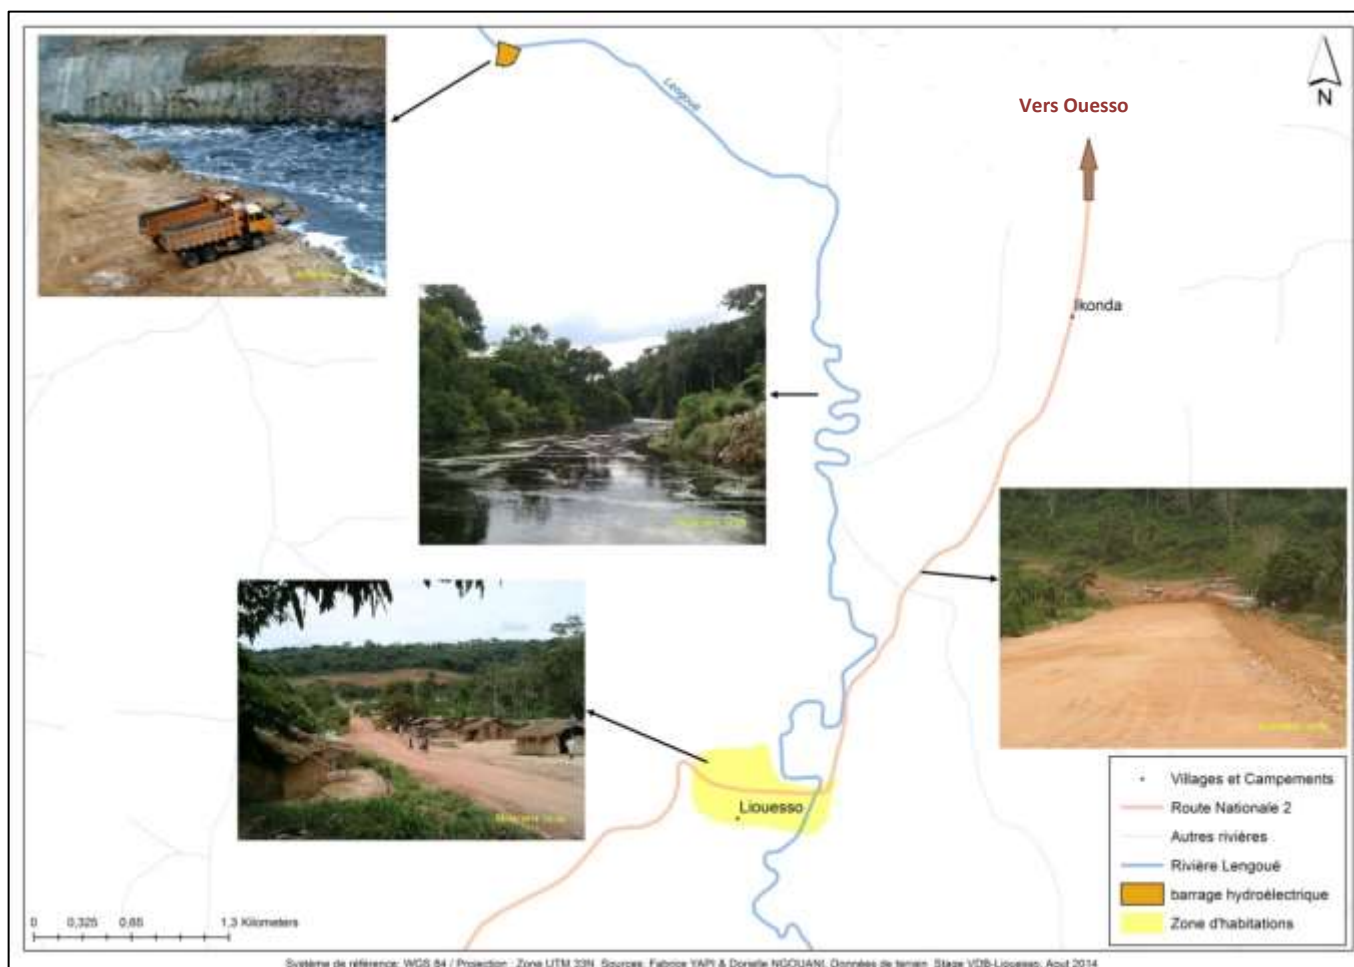 Lengoué
Vers Ouesso
N
Ikonda
Liouesso
Villages et Campements
Route Nationale 2
Autres rivières
Rivière Lengoué
barrage hydroélectrique
Zone d'habitations
0 0,325 0,65 1,3 Kilometers
Système de référence: WGS 84 / Projection : Zone UTM 33N. Sources: Fabrice YAPI & Dorielle NGOUANI. Données de terrain. Stage VDB-Liouesso. Aout 2014